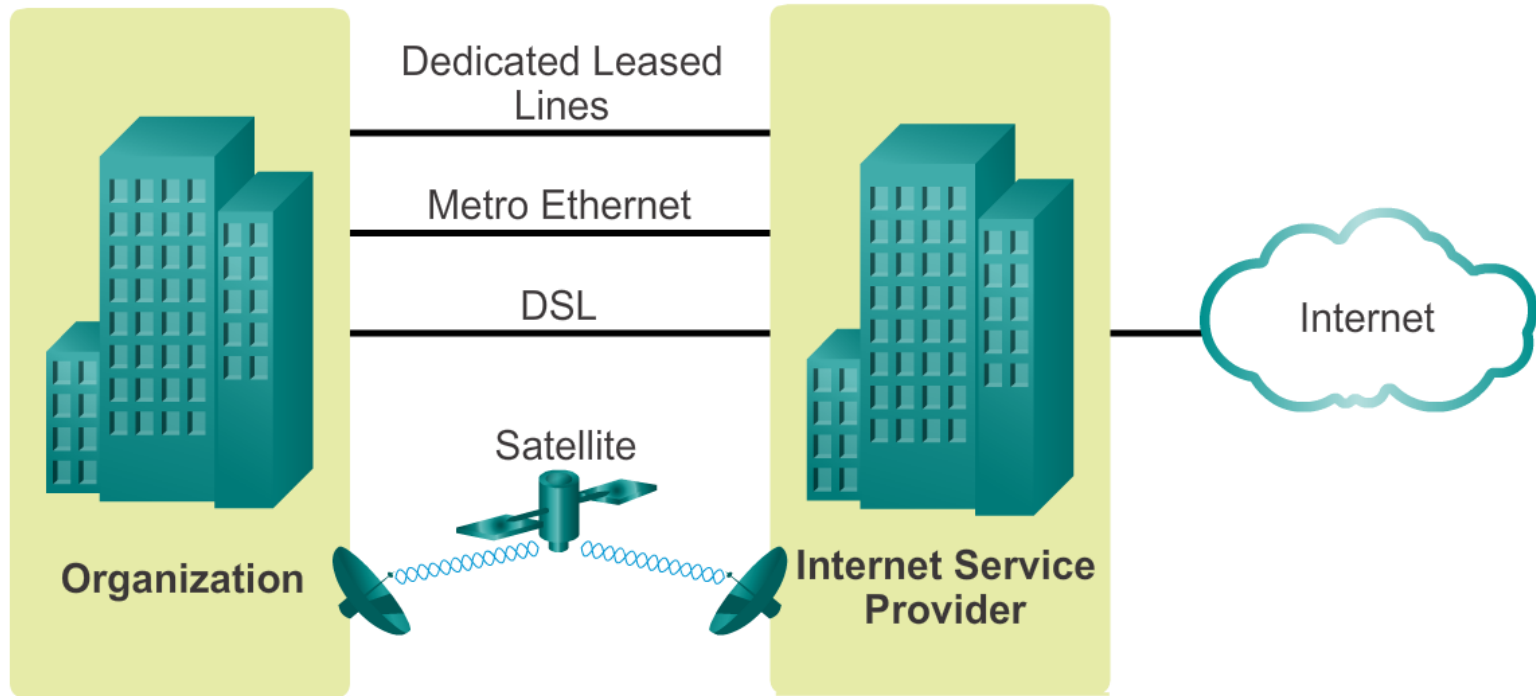 Dedicated Leased
Lines
Metro Ethernet
DSL
Internet
Satellite
Organization
Internet Service
Provider